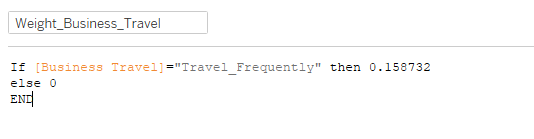 Weight_Business_Travel
If [Business Travel]="Travel_Frequently" then 0.158732
else 0
END